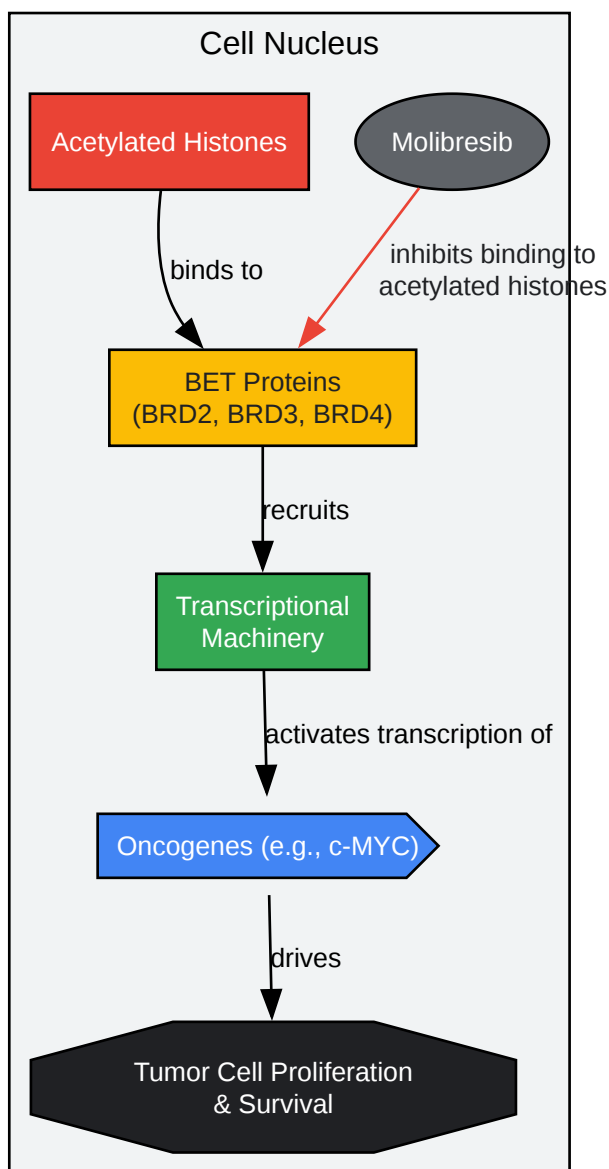 Cell Nucleus
Acetylated Histones
Molibresib
binds to
inhibits binding to
acetylated histones
BET Proteins
(BRD2, BRD3, BRD4)
recruits
Transcriptional
Machinery
activates transcription of
Oncogenes (e.g., c-MYC)
drives
Tumor Cell Proliferation
& Survival